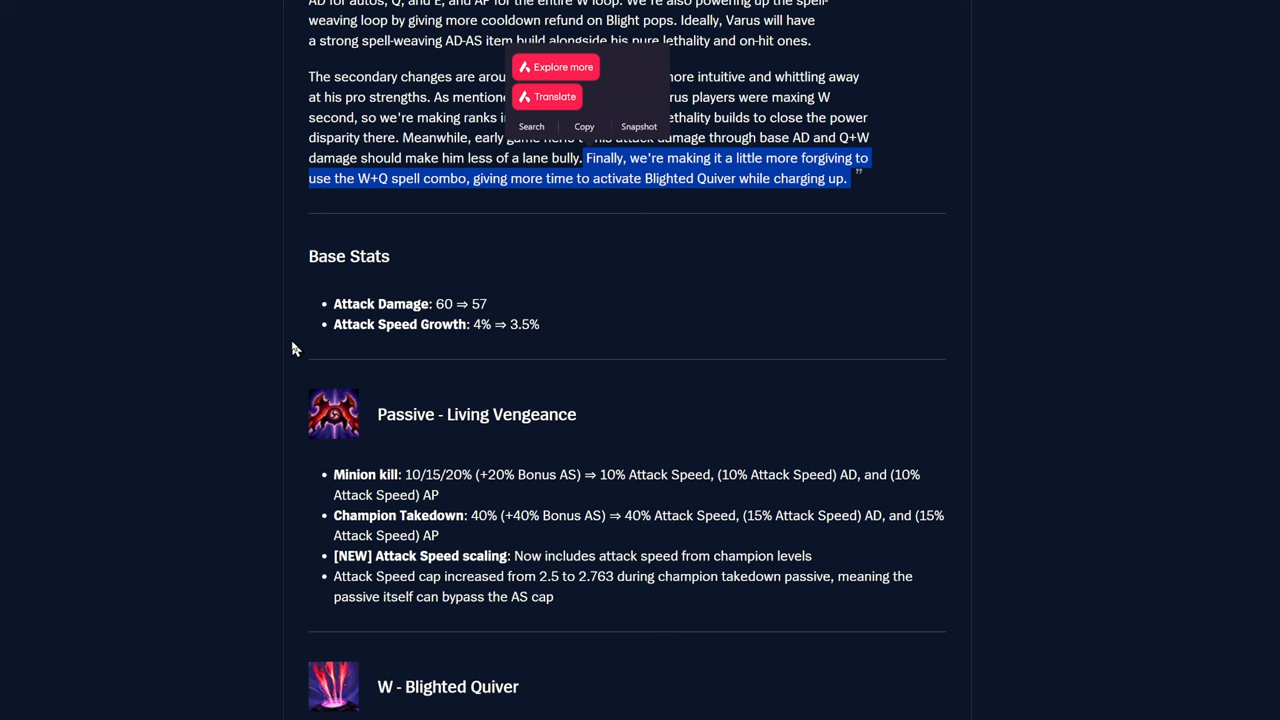 AD for autos, Q, and E, and AP for the entire W loop. We're also powering up the spell-
weaving loop by giving more cooldown refund on Blight pops. Ideally, Varus will have
a strong spell-weaving AD-AS item build alongside his pure lethality and on-hit ones.
The secondary changes are arou more intuitive and whittling away
at his pro strengths. As mentione rus players were maxing W
second, so we're making ranks i ethality builds to close the power
disparity there. Meanwhile, early his attack damage through base AD and Q+W
damage should make him less of a lane bully. Finally, we're making it a little more forgiving to
use the W+Q spell combo, giving more time to activate Blighted Quiver while charging up. ”
Explore more
Translate
Search
Copy
Snapshot
Base Stats
• Attack Damage: 60 ⇒ 57
• Attack Speed Growth: 4% ⇒ 3.5%
Passive - Living Vengeance
• Minion kill: 10/15/20% (+20% Bonus AS) ⇒ 10% Attack Speed, (10% Attack Speed) AD, and (10%
Attack Speed) AP
• Champion Takedown: 40% (+40% Bonus AS) ⇒ 40% Attack Speed, (15% Attack Speed) AD, and (15%
Attack Speed) AP
• [NEW] Attack Speed scaling: Now includes attack speed from champion levels
• Attack Speed cap increased from 2.5 to 2.763 during champion takedown passive, meaning the
passive itself can bypass the AS cap
W - Blighted Quiver